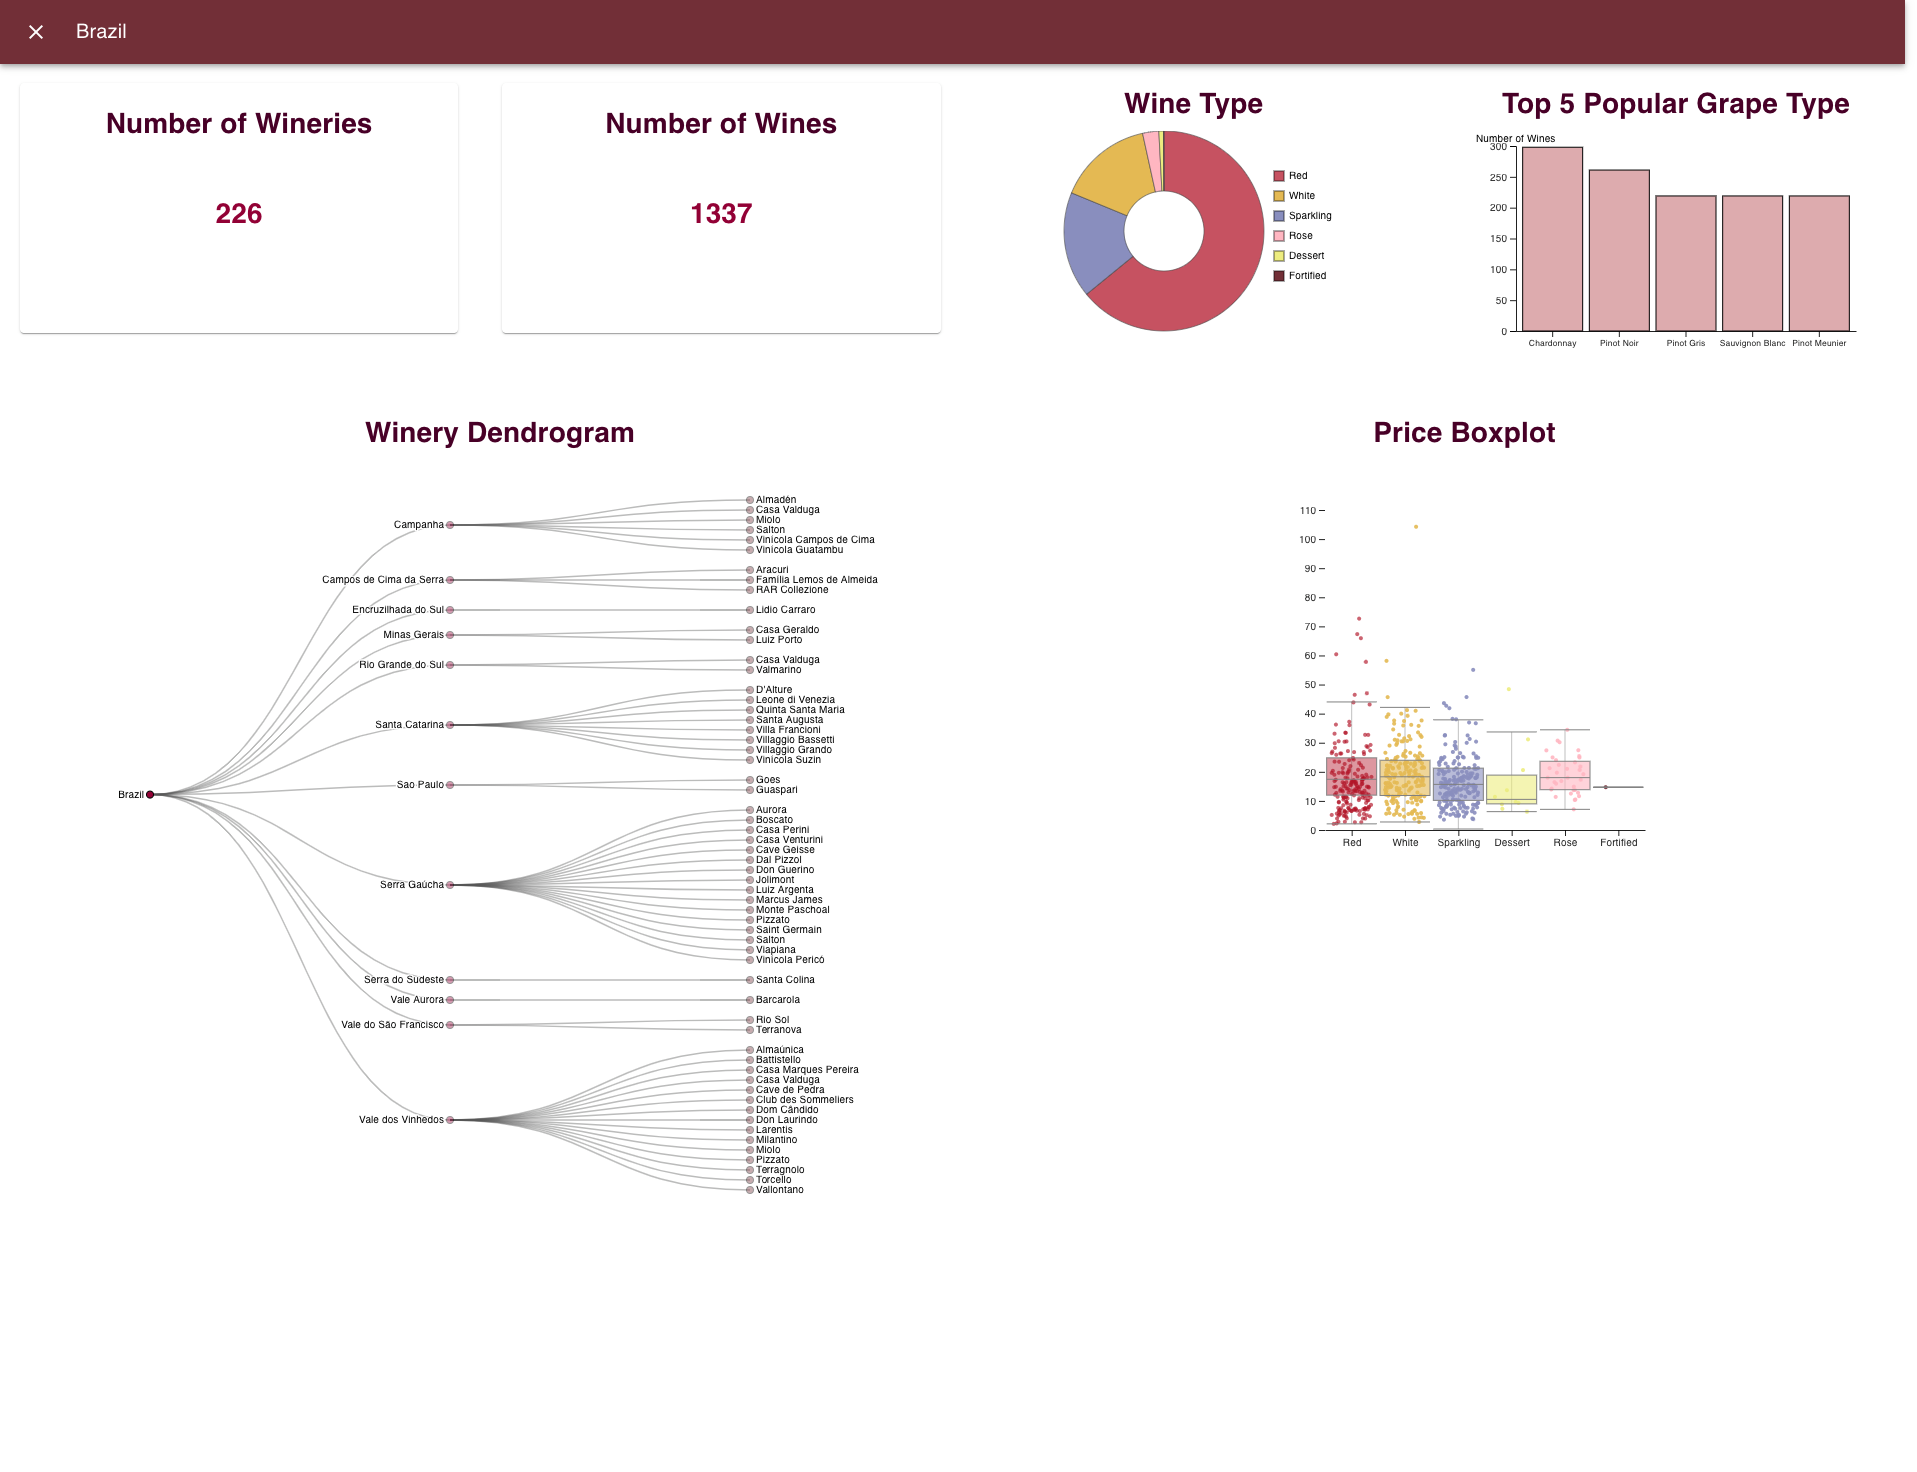 Brazil
Number of Wineries
226
Number of Wines
1337
Wine Type
Red
White
Sparkling
Rose
Dessert
Fortified
Top 5 Popular Grape Type
Number of Wines
300
250
200
150
100
50
0
Chardonnay Pinot Noir Pinot Gris Sauvignon Blanc Pinot Meunier
Winery Dendrogram
Brazil
Campanha
Almadén
Casa Valduga
Miolo
Salton
Vinícola Campos de Cima
Vinícola Guatambu
Campos de Cima da Serra
Aracuri
Família Lemos de Almeida
RAR Collezione
Encruzilhada do Sul
Lidio Carraro
Minas Gerais
Casa Geraldo
Luiz Porto
Rio Grande do Sul
Casa Valduga
Valmarino
Santa Catarina
D'Alture
Leone di Venezia
Quinta Santa Maria
Santa Augusta
Villa Francioni
Villaggio Bassetti
Villaggio Grando
Vinícola Suzin
Sao Paulo
Goes
Guaspari
Serra Gaúcha
Aurora
Boscato
Casa Perini
Casa Venturini
Cave Geisse
Dal Pizzol
Don Guerino
Jolimont
Luiz Argenta
Marcus James
Monte Paschoal
Pizzato
Saint Germain
Salton
Viapiana
Vinícola Pericó
Serra do Sudeste
Santa Colina
Vale Aurora
Barcarola
Vale do São Francisco
Rio Sol
Terranova
Vale dos Vinhedos
Almaúnica
Battistello
Casa Marques Pereira
Casa Valduga
Cave de Pedra
Club des Sommeliers
Dom Cândido
Don Laurindo
Larentis
Milantino
Miolo
Pizzato
Terragnolo
Torcello
Vallontano
Price Boxplot
110
100
90
80
70
60
50
40
30
20
10
0
Red White Sparkling Dessert Rose Fortified